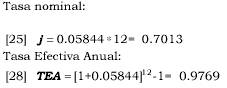 Tasa nominal:
[25] j = 0.05844*12= 0.7013
Tasa Efectiva Anual:
[28] TEA = [1+0.05844]¹²-1= 0.9769